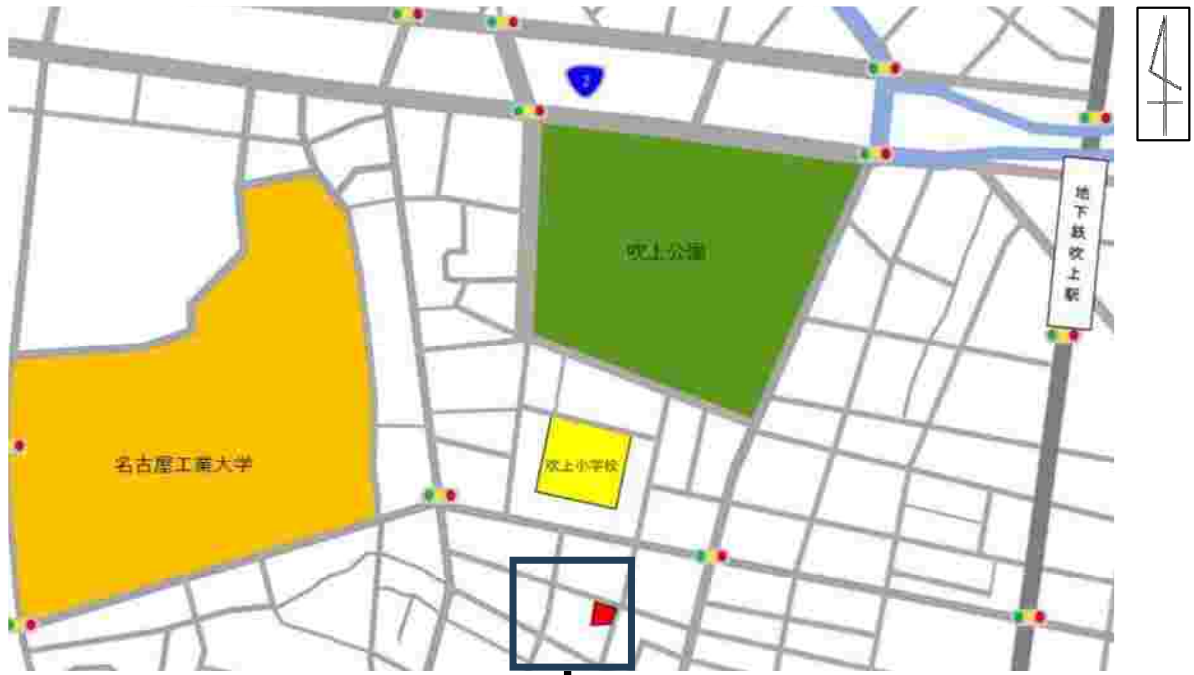 吹上公園
地下鉄吹上駅
名古屋工業大学
吹上小学校